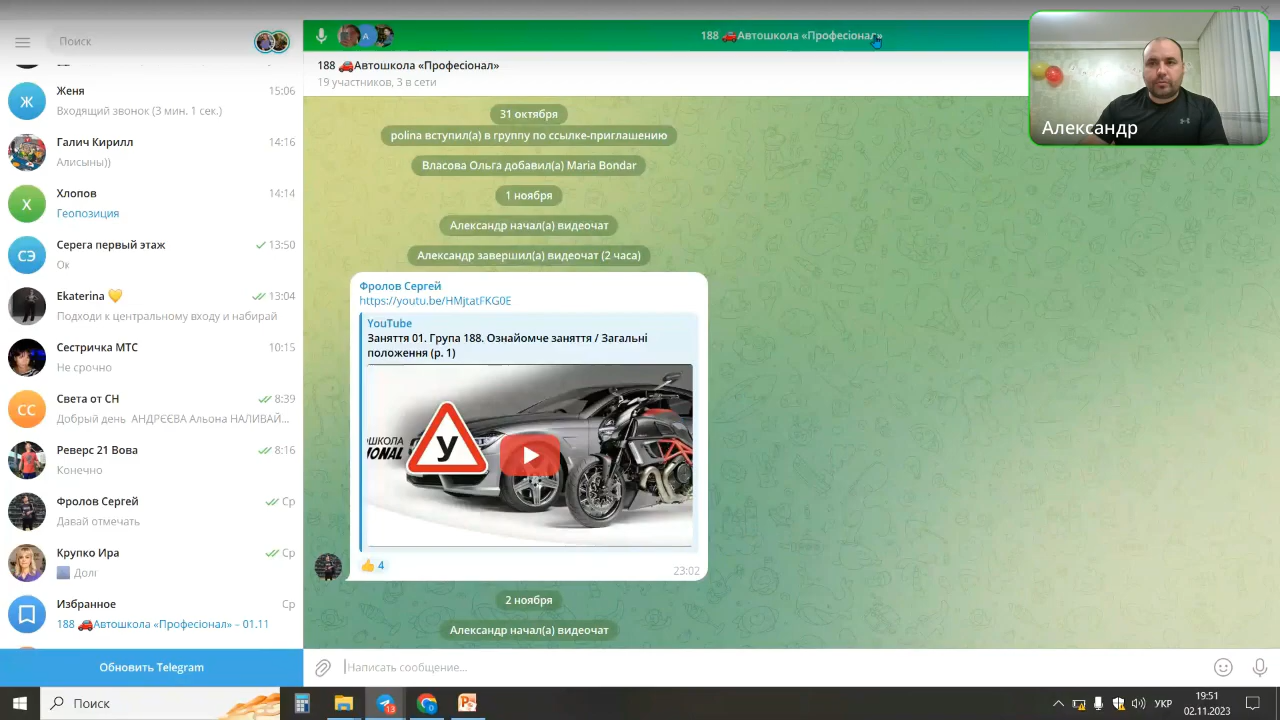 Поиск
Женя 15:06
Входящий звонок (3 мин. 1 сек.)
Галич Кирилл 14:16
Алисыны))
Х
Хлопов 14:14
Геопозиция
СЭ
Серега первый этаж 13:50
Ок
Ekaterina 💛 13:04
Подходи к центральному входу и набирай
Сестричка МТС 10:15
Не срочно
СС
Света от СН 8:39
Добрый день АНДРЄЄВА Альона НАЛИВАЙ...
Реверс 21 Вова 8:16
Конечно
Фролов Сергей Ср
Давай отмечать
Крупко Ира Ср
Долг
Избранное Ср
188 🚗Автошкола «Професіонал» – 01.11
Обновить Telegram
Ж
А
188 🚗Автошкола «Професіонал»
188 🚗Автошкола «Професіонал»
19 участников, 3 в сети
31 октября
polina вступил(а) в группу по ссылке-приглашению
Власова Ольга добавил(а) Maria Bondar
1 ноября
Александр начал(а) видеочат
Александр завершил(а) видеочат (2 часа)
Фролов Сергей
https://youtu.be/HMjtatFKG0E
YouTube
Заняття 01. Група 188. Ознайомче заняття / Загальні
положення (р. 1)
ШКОЛА
ІОНАЛ
У
👍 4
23:02
2 ноября
Александр начал(а) видеочат
Написать сообщение...
Александр
Поиск
13
УКР
19:51
02.11.2023